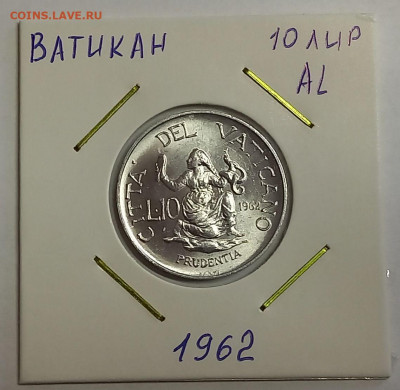 COINS.LAVE.RU
ВАТИКАН
10 ЛИР
AL
CITTA' DEL VATICANO
L.10
1962
PRUDENTIA
1962